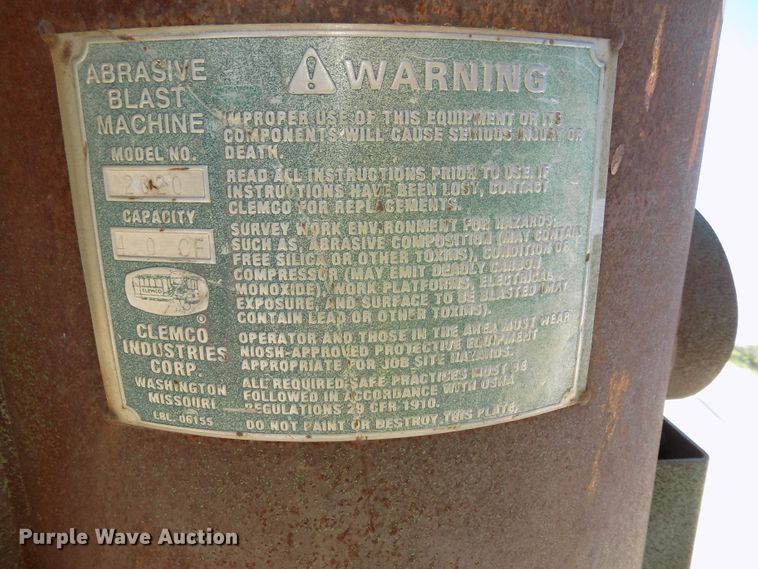 ABRASIVE
BLAST
MACHINE
MODEL NO.
CAPACITY
CF
CLEMCO
®
CLEMCO
INDUSTRIES
CORP.
WASHINGTON
MISSOURI
LBL. 06155
WARNING
IMPROPER USE OF THIS EQUIPMENT OR ITS
COMPONENTS WILL CAUSE SERIOUS INJURY OR
DEATH.
READ ALL INSTRUCTIONS PRIOR TO USE. IF
INSTRUCTIONS HAVE BEEN LOST, CONTACT
CLEMCO FOR REPLACEMENTS.
SURVEY WORK ENVIRONMENT FOR HAZARDS,
SUCH AS, ABRASIVE COMPOSITION (MAY CONTAIN
FREE SILICA OR OTHER TOXINS), CONDITION OF
COMPRESSOR (MAY EMIT DEADLY CARBON
MONOXIDE), WORK PLATFORMS, ELECTRICAL
EXPOSURE, AND SURFACE TO BE BLASTED (MAY
CONTAIN LEAD OR OTHER TOXINS).
OPERATOR AND THOSE IN THE AREA MUST WEAR
NIOSH-APPROVED PROTECTIVE EQUIPMENT
APPROPRIATE FOR JOB SITE HAZARDS.
ALL REQUIRED SAFE PRACTICES MUST BE
FOLLOWED IN ACCORDANCE WITH OSHA
REGULATIONS 29 CFR 1910.
DO NOT PAINT OR DESTROY THIS PLATE.
Purple Wave Auction